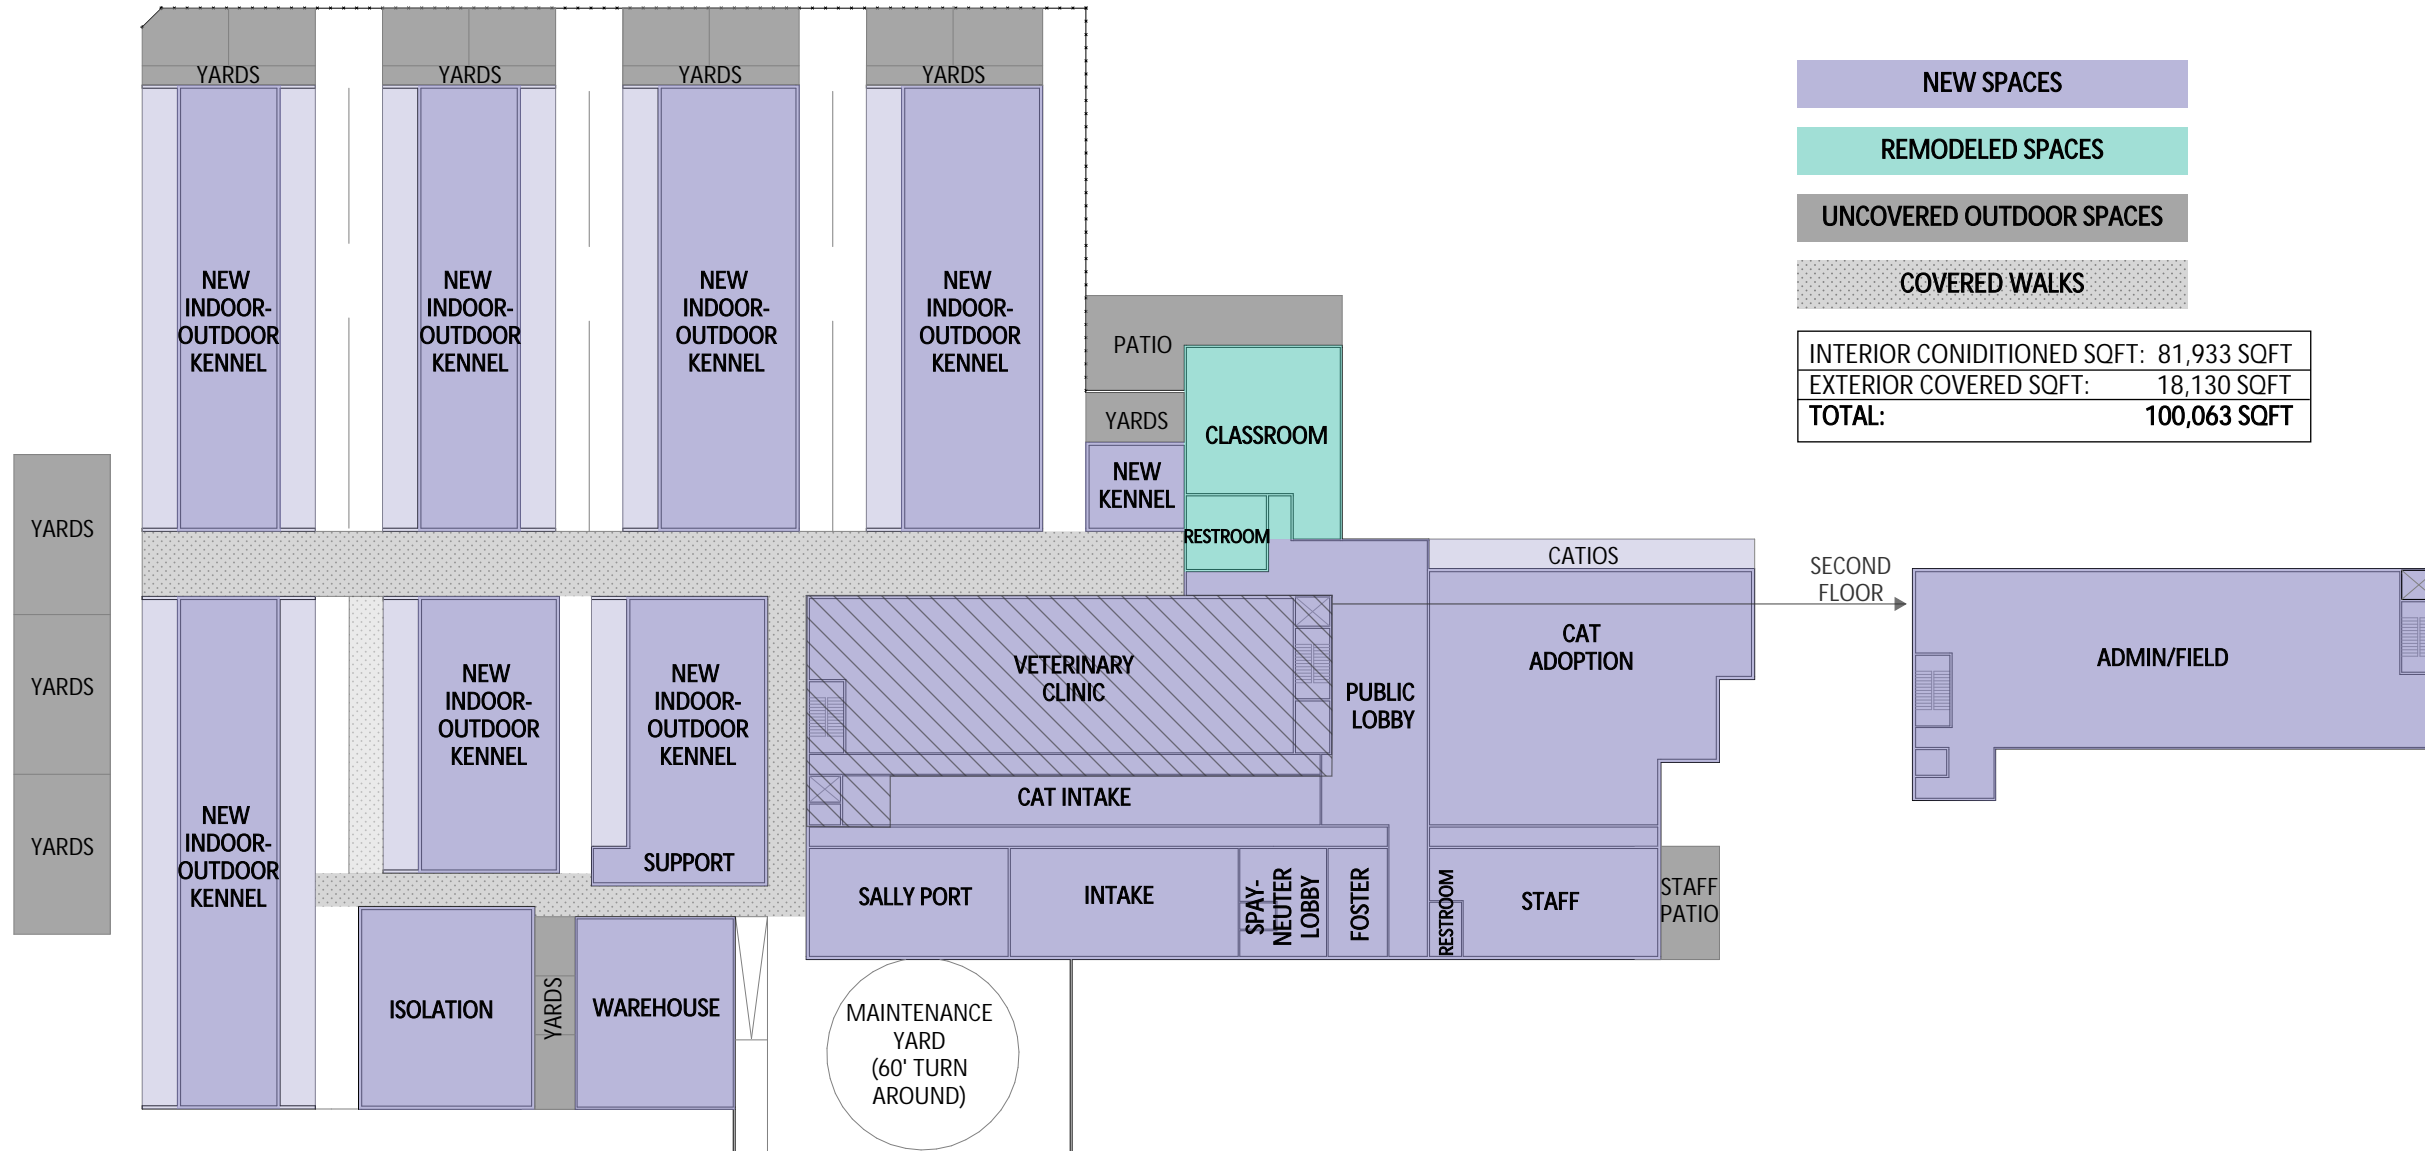 YARDS
YARDS
YARDS
YARDS
NEW SPACES
REMODELED SPACES
UNCOVERED OUTDOOR SPACES
COVERED WALKS
INTERIOR CONIDITIONED SQFT: 81,933 SQFT
EXTERIOR COVERED SQFT: 18,130 SQFT
TOTAL: 100,063 SQFT
NEW
INDOOR-
OUTDOOR
KENNEL
NEW
INDOOR-
OUTDOOR
KENNEL
NEW
INDOOR-
OUTDOOR
KENNEL
NEW
INDOOR-
OUTDOOR
KENNEL
PATIO
YARDS
CLASSROOM
NEW
KENNEL
RESTROOM
YARDS
YARDS
YARDS
CATIOS
SECOND
FLOOR
NEW
INDOOR-
OUTDOOR
KENNEL
NEW
INDOOR-
OUTDOOR
KENNEL
NEW
INDOOR-
OUTDOOR
KENNEL
SUPPORT
VETERINARY
CLINIC
PUBLIC
LOBBY
CAT
ADOPTION
ADMIN/FIELD
CAT INTAKE
SALLY PORT
INTAKE
SPAY-
NEUTER
LOBBY
FOSTER
RESTROOM
STAFF
STAFF
PATIO
ISOLATION
YARDS
WAREHOUSE
MAINTENANCE
YARD
(60' TURN
AROUND)